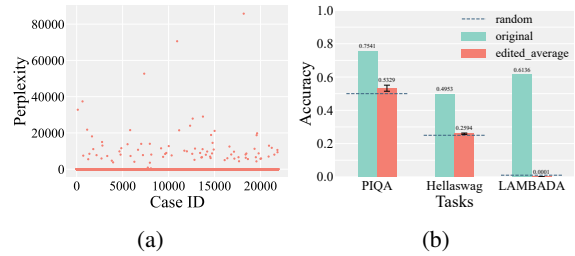 Perplexity
80000
60000
40000
20000
0
0 5000 10000 15000 20000
Case ID
(a)
Accuracy
1.0
0.8
0.6
0.4
0.2
0.0
random
original
edited_average
0.7541
0.5329
0.4953
0.2594
0.6136
0.0001
PIQA Hellaswag LAMBADA
Tasks
(b)